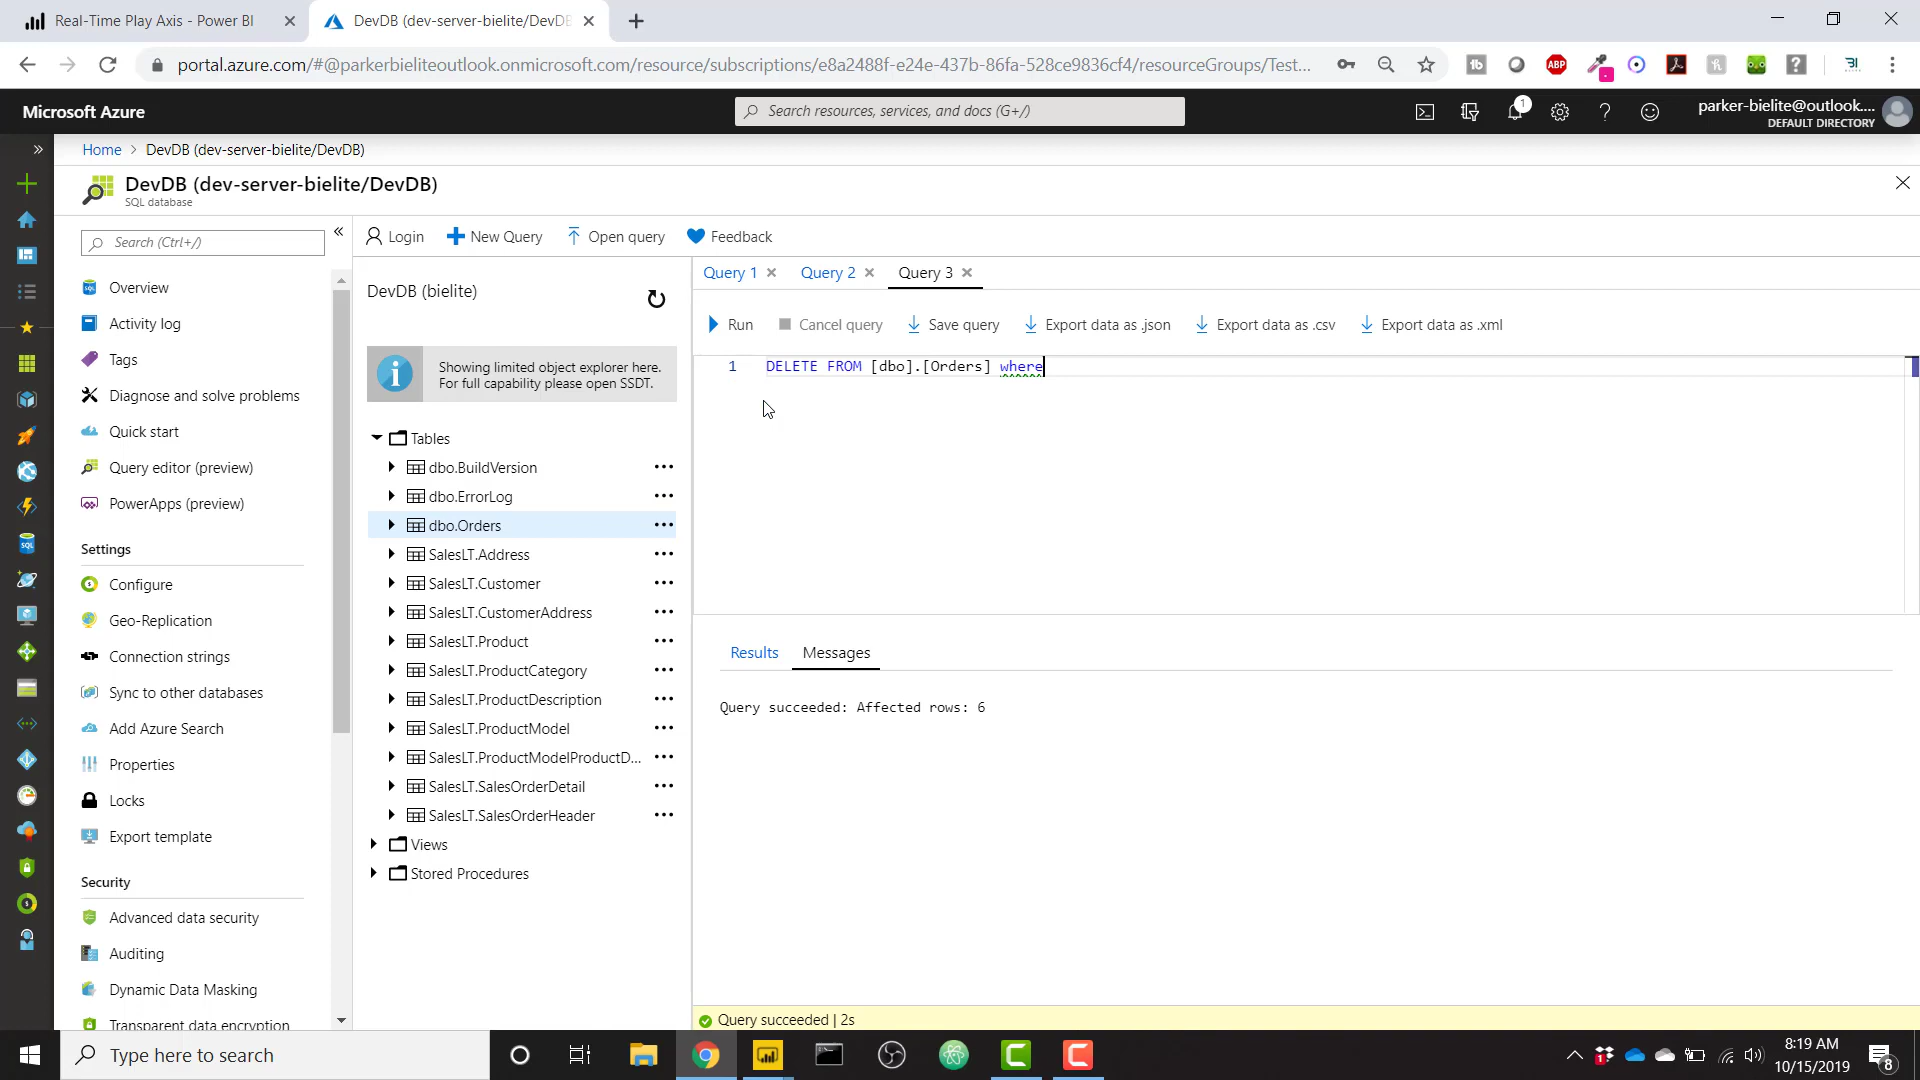 Real-Time Play Axis - Power BI
DevDB (dev-server-bielite/DevDB
portal.azure.com/#@parkerbieliteoutlook.onmicrosoft.com/resource/subscriptions/e8a2488f-e24e-437b-86fa-528ce9836cf4/resourceGroups/Test...
ABP
Microsoft Azure
Search resources, services, and docs (G+/)
1
parker-bielite@outlook....
DEFAULT DIRECTORY
Home > DevDB (dev-server-bielite/DevDB)
DevDB (dev-server-bielite/DevDB)
SQL database
Search (Ctrl+/)
Overview
Activity log
Tags
Diagnose and solve problems
Quick start
Query editor (preview)
PowerApps (preview)
Settings
Configure
Geo-Replication
Connection strings
Sync to other databases
Add Azure Search
Properties
Locks
Export template
Security
Advanced data security
Auditing
Dynamic Data Masking
Transparent data encryption
Login
New Query
Open query
Feedback
DevDB (bielite)
Showing limited object explorer here.
For full capability please open SSDT.
Tables
dbo.BuildVersion
dbo.ErrorLog
dbo.Orders
SalesLT.Address
SalesLT.Customer
SalesLT.CustomerAddress
SalesLT.Product
SalesLT.ProductCategory
SalesLT.ProductDescription
SalesLT.ProductModel
SalesLT.ProductModelProductD...
SalesLT.SalesOrderDetail
SalesLT.SalesOrderHeader
Views
Stored Procedures
Query 1
Query 2
Query 3
Run
Cancel query
Save query
Export data as .json
Export data as .csv
Export data as .xml
1 DELETE FROM [dbo].[Orders] where
Results
Messages
Query succeeded: Affected rows: 6
Query succeeded | 2s
Type here to search
8:19 AM
10/15/2019
8